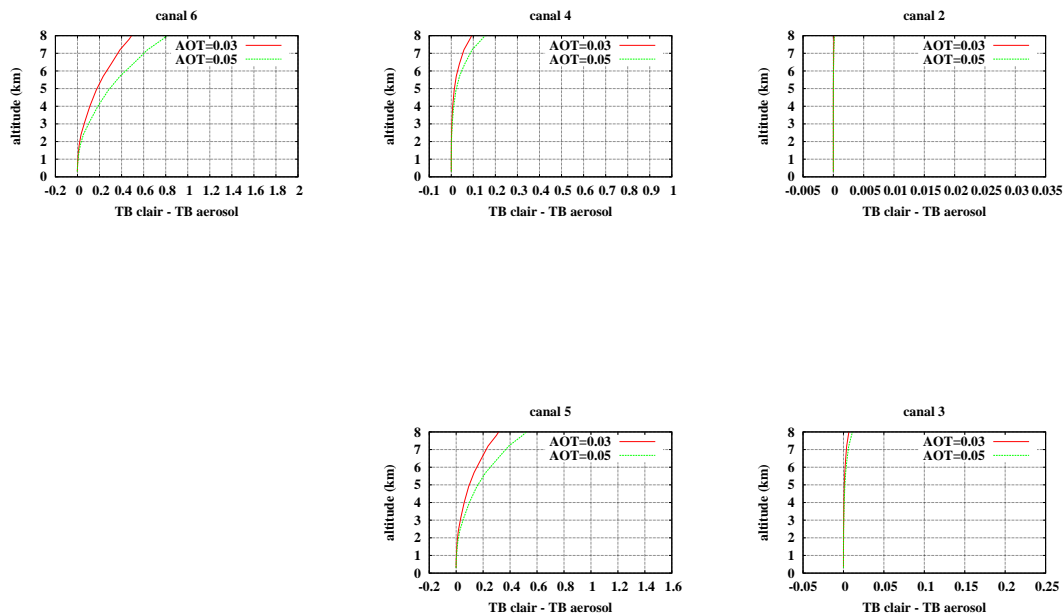 canal 6
8
7
6
5
4
3
2
1
0
altitude (km)
AOT=0.03
AOT=0.05
-0.2 0 0.2 0.4 0.6 0.8 1 1.2 1.4 1.6 1.8 2
TB clair - TB aerosol
canal 4
8
7
6
5
4
3
2
1
0
altitude (km)
AOT=0.03
AOT=0.05
-0.1 0 0.1 0.2 0.3 0.4 0.5 0.6 0.7 0.8 0.9 1
TB clair - TB aerosol
canal 2
8
7
6
5
4
3
2
1
0
altitude (km)
AOT=0.03
AOT=0.05
-0.005 0 0.005 0.01 0.015 0.02 0.025 0.03 0.035
TB clair - TB aerosol
canal 5
8
7
6
5
4
3
2
1
0
altitude (km)
AOT=0.03
AOT=0.05
-0.2 0 0.2 0.4 0.6 0.8 1 1.2 1.4 1.6
TB clair - TB aerosol
canal 3
8
7
6
5
4
3
2
1
0
altitude (km)
AOT=0.03
AOT=0.05
-0.05 0 0.05 0.1 0.15 0.2 0.25
TB clair - TB aerosol